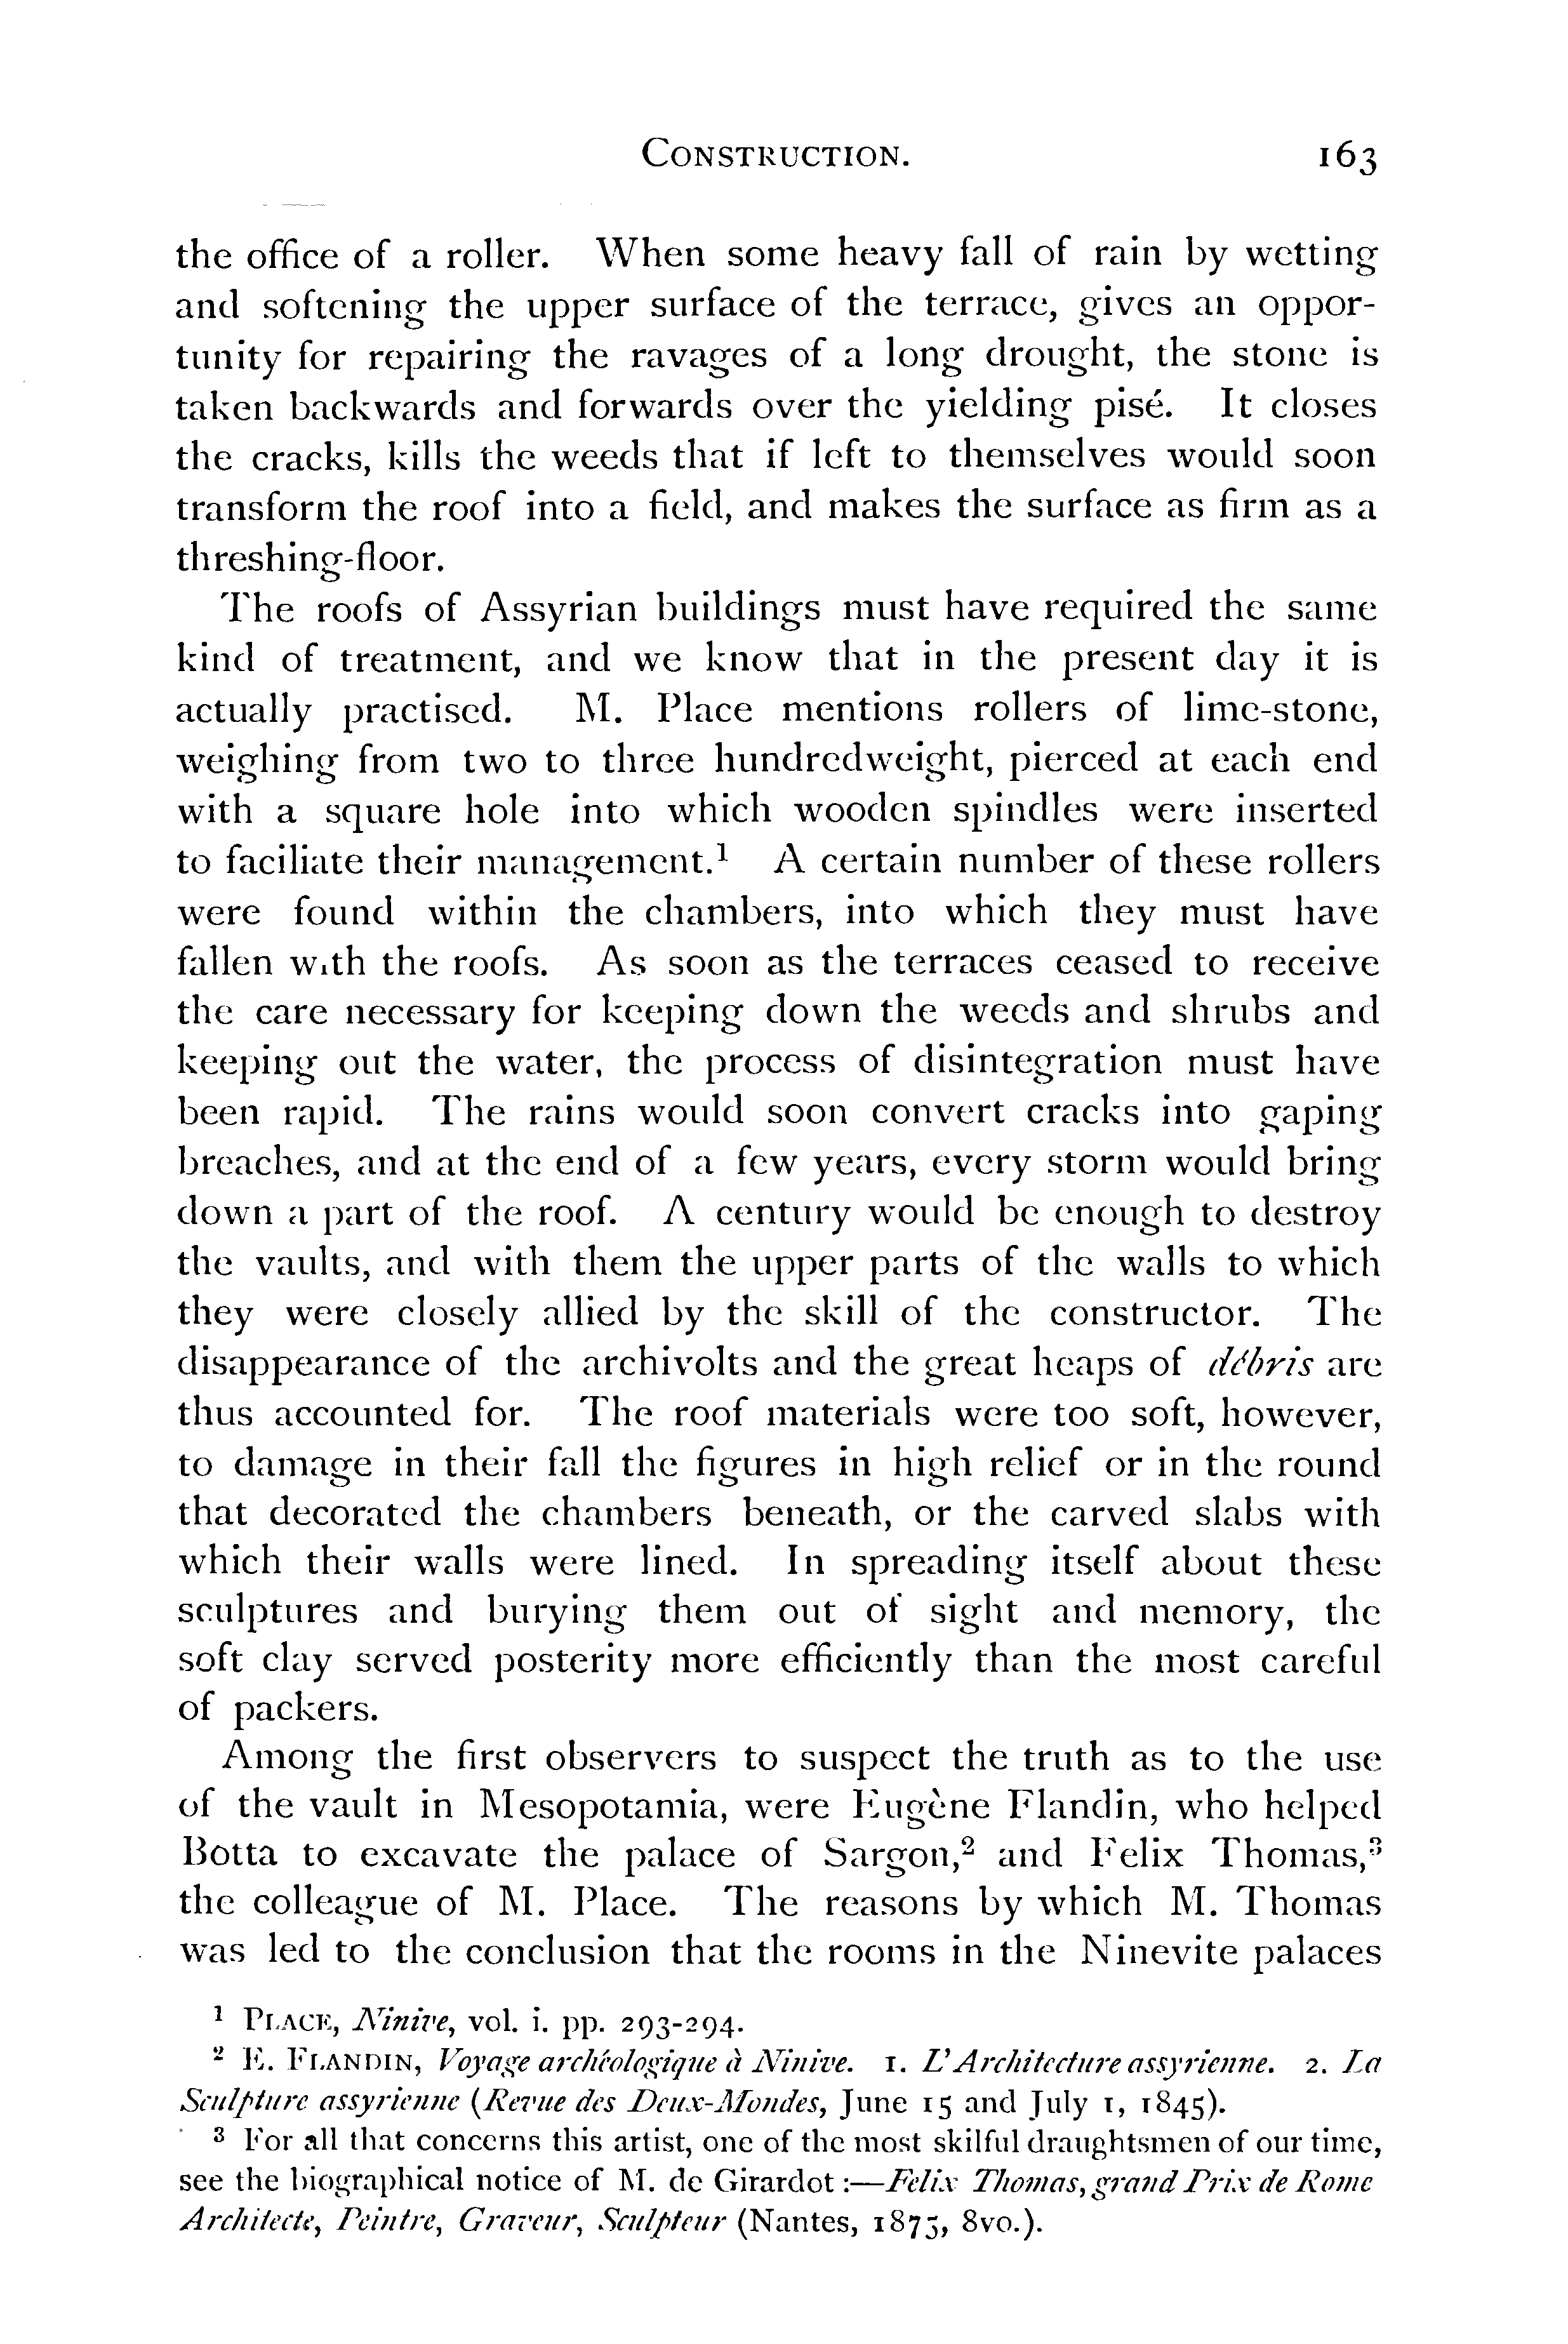 CONSTRUCTION. 163
the office of a roller. When some heavy fall of rain by wetting
and softening the upper surface of the terrace, gives an oppor-
tunity for repairing the ravages of a long drought, the stone is
taken backwards and forwards over the yielding pisé. It closes
the cracks, kills the weeds that if left to themselves would soon
transform the roof into a field, and makes the surface as firm as a
threshing-floor.
The roofs of Assyrian buildings must have required the same
kind of treatment, and we know that in the present day it is
actually practised. M. Place mentions rollers of lime-stone,
weighing from two to three hundredweight, pierced at each end
with a square hole into which wooden spindles were inserted
to faciliate their management.¹ A certain number of these rollers
were found within the chambers, into which they must have
fallen with the roofs. As soon as the terraces ceased to receive
the care necessary for keeping down the weeds and shrubs and
keeping out the water, the process of disintegration must have
been rapid. The rains would soon convert cracks into gaping
breaches, and at the end of a few years, every storm would bring
down a part of the roof. A century would be enough to destroy
the vaults, and with them the upper parts of the walls to which
they were closely allied by the skill of the constructor. The
disappearance of the archivolts and the great heaps of débris are
thus accounted for. The roof materials were too soft, however,
to damage in their fall the figures in high relief or in the round
that decorated the chambers beneath, or the carved slabs with
which their walls were lined. In spreading itself about these
sculptures and burying them out of sight and memory, the
soft clay served posterity more efficiently than the most careful
of packers.
Among the first observers to suspect the truth as to the use
of the vault in Mesopotamia, were Eugène Flandin, who helped
Botta to excavate the palace of Sargon,² and Felix Thomas,³
the colleague of M. Place. The reasons by which M. Thomas
was led to the conclusion that the rooms in the Ninevite palaces
¹ PLACE, Ninive, vol. i. pp. 293-294.
² E. FLANDIN, Voyage archéologique à Ninive. 1. L'Architecture assyrienne. 2. La
Sculpture assyrienne (Revue des Deux-Mondes, June 15 and July 1, 1845).
³ For all that concerns this artist, one of the most skilful draughtsmen of our time,
see the biographical notice of M. de Girardot :—Felix Thomas, grand Prix de Rome
Architecte, Peintre, Graveur, Sculpteur (Nantes, 1875, 8vo.).